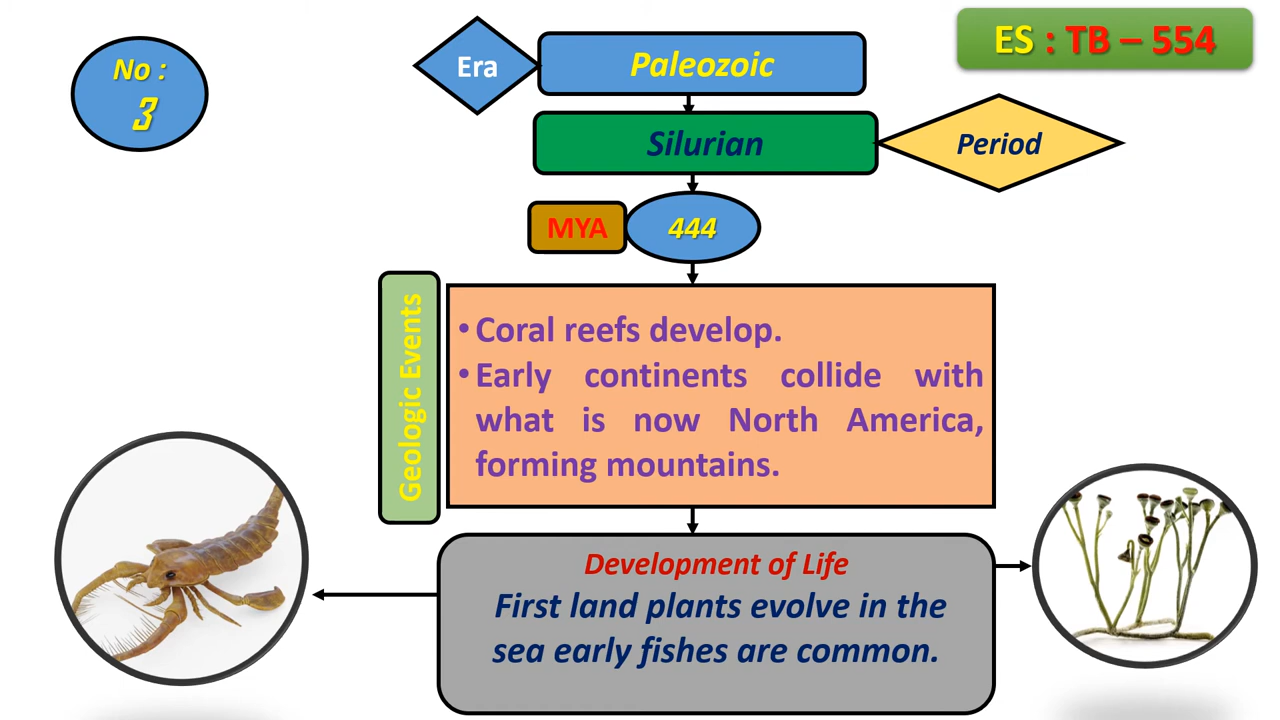 No :
3
Era
Paleozoic
ES : TB – 554
Silurian
Period
MYA
444
Geologic Events
• Coral reefs develop.
• Early continents collide with
what is now North America,
forming mountains.
Development of Life
First land plants evolve in the
sea early fishes are common.